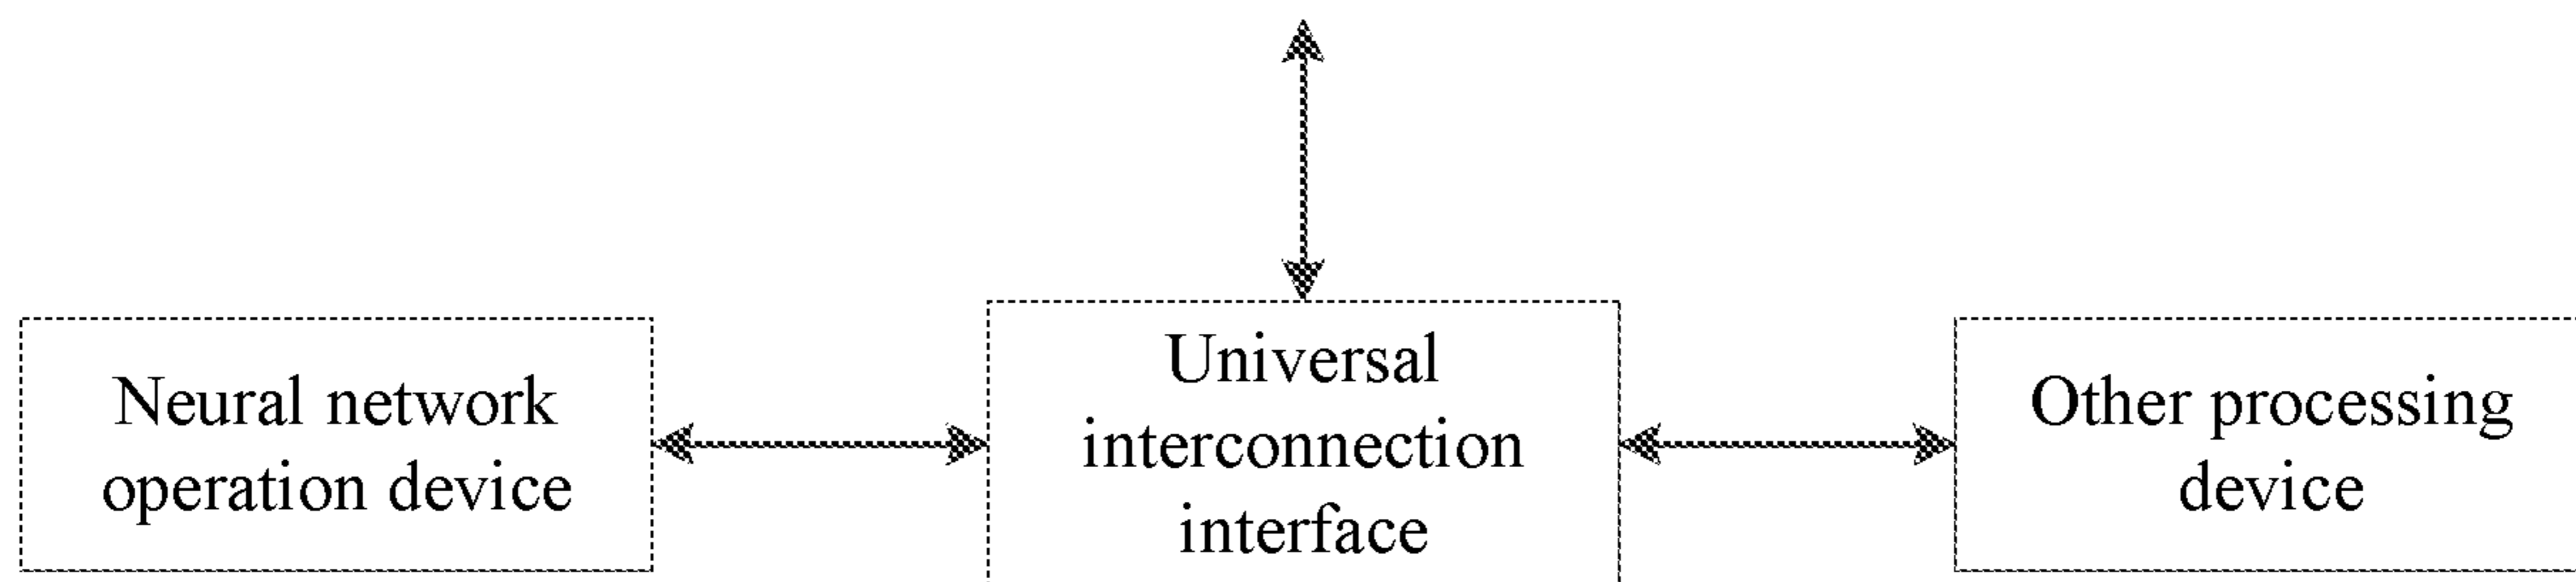 Neural network
operation device
Universal
interconnection
interface
Other processing
device